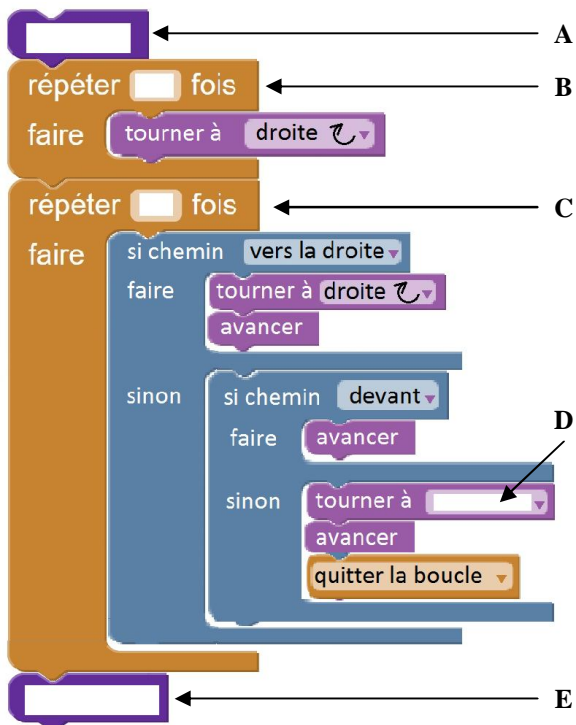 A
répéter fois
B
faire tourner à droite
répéter fois
C
faire si chemin vers la droite
faire tourner à droite
avancer
sinon si chemin devant
D
faire avancer
sinon tourner à
avancer
quitter la boucle
E